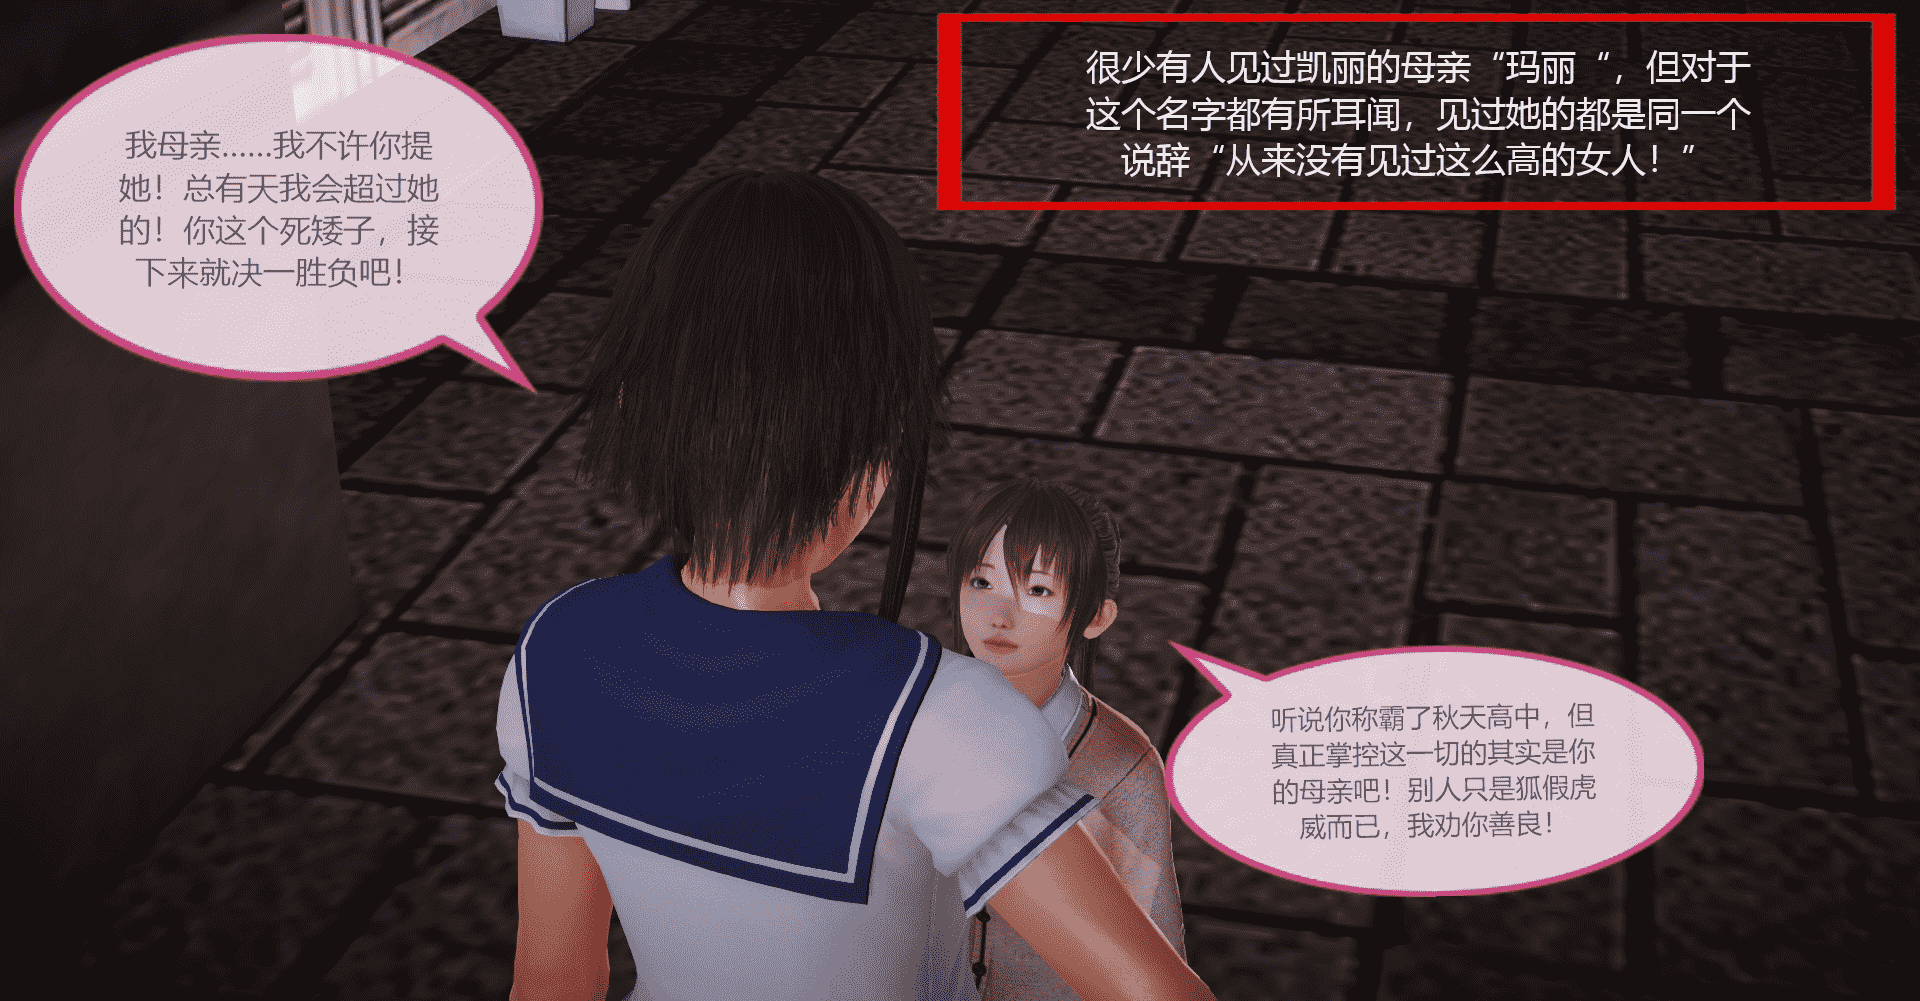 我母亲……我不许你提
她！总有天我会超过她
的！你这个死矮子，接
下来就决一胜负吧！
很少有人见过凯丽的母亲“玛丽“，但对于
这个名字都有所耳闻，见过她的都是同一个
说辞“从来没有见过这么高的女人！”
听说你称霸了秋天高中，但
真正掌控这一切的其实是你
的母亲吧！别人只是狐假虎
威而已，我劝你善良！